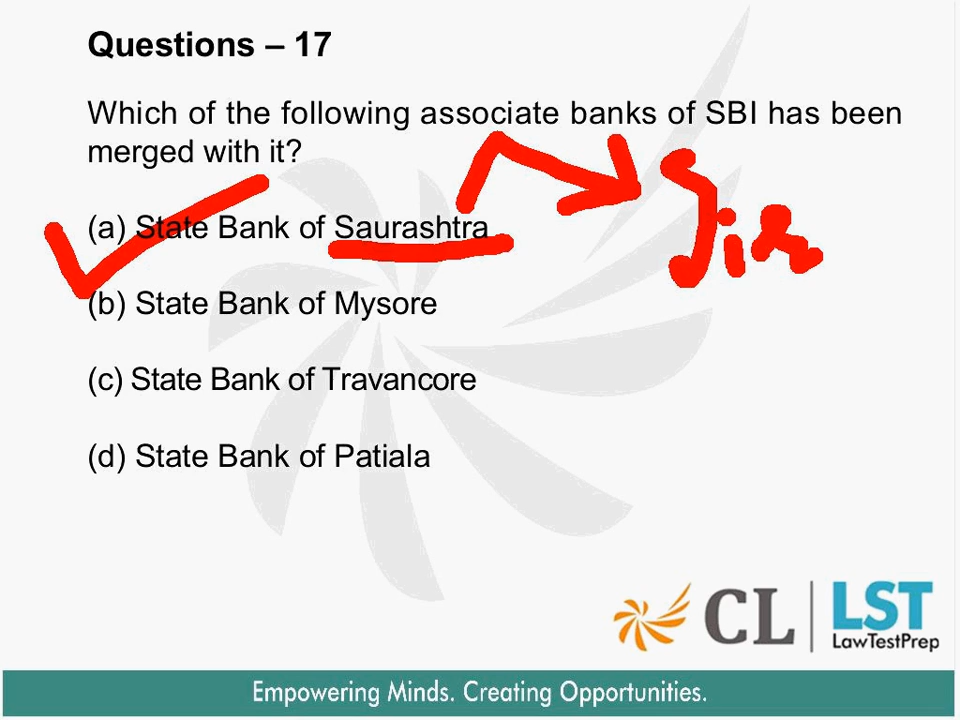 Questions – 17
Which of the following associate banks of SBI has been
merged with it?
(a) State Bank of Saurashtra
(b) State Bank of Mysore
(c) State Bank of Travancore
(d) State Bank of Patiala
CL LST
LawTestPrep
Empowering Minds. Creating Opportunities.